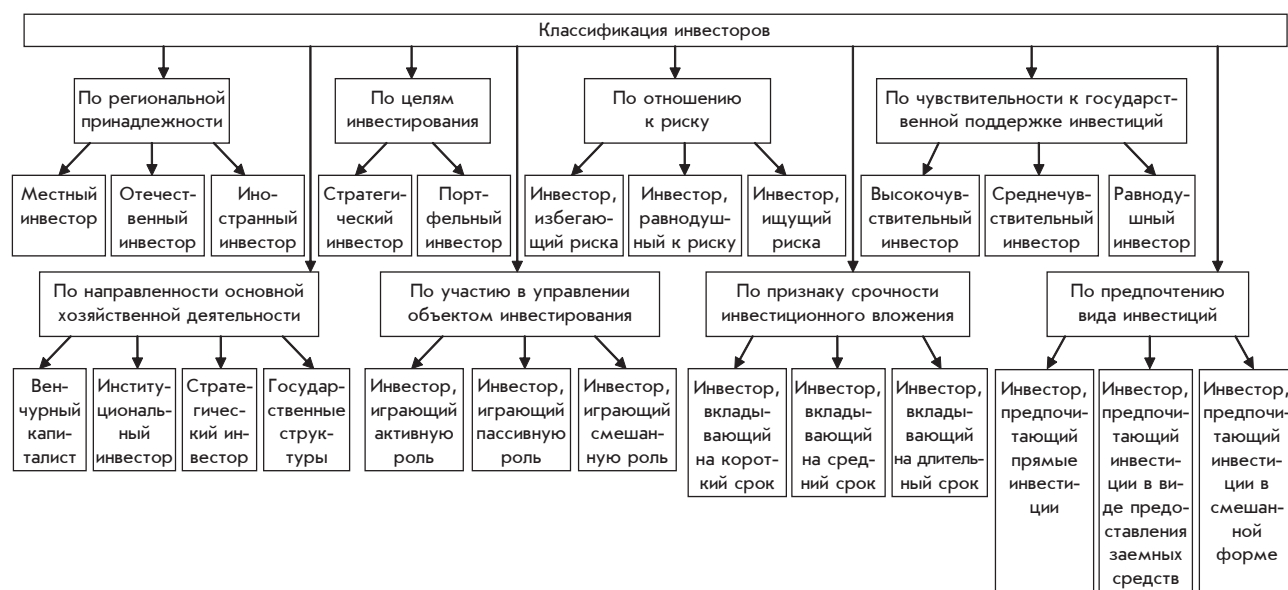 Классификация инвесторов
По региональной
принадлежности
По целям
инвестирования
По отношению
к риску
По чувствительности к государст-
венной поддержке инвестиций
Местный
инвестор
Отечест-
венный
инвестор
Ино-
странный
инвестор
Стратеги-
ческий
инвестор
Порт-
фельный
инвестор
Инвестор,
избегаю-
щий риска
Инвестор,
равнодуш-
ный к риску
Инвестор,
ищущий
риска
Высокочув-
ствительный
инвестор
Среднечув-
ствительный
инвестор
Равноду-
шный
инвестор
По направленности основной
хозяйственной деятельности
По участию в управлении
объектом инвестирования
По признаку срочности
инвестиционного вложения
По предпочтению
вида инвестиций
Вен-
чурный
капи-
талист
Институ-
циональ-
ный
инвестор
Страте-
гичес-
кий ин-
вестор
Государ-
ственные
струк-
туры
Инвестор,
играющий
активную
роль
Инвестор,
играющий
пассивную
роль
Инвестор,
играющий
смешан-
ную роль
Инвестор,
вклады-
вающий
на корот-
кий срок
Инвестор,
вклады-
вающий
на сред-
ний срок
Инвестор,
вклады-
вающий
на длитель-
ный срок
Инвестор,
предпочи-
тающий
прямые
инвести-
ции
Инвестор,
предпочи-
тающий
инвести-
ции в ви-
де предо-
ставления
заемных
средств
Инвестор,
предпочи-
тающий
инвести-
ции в
смешан-
ной
форме